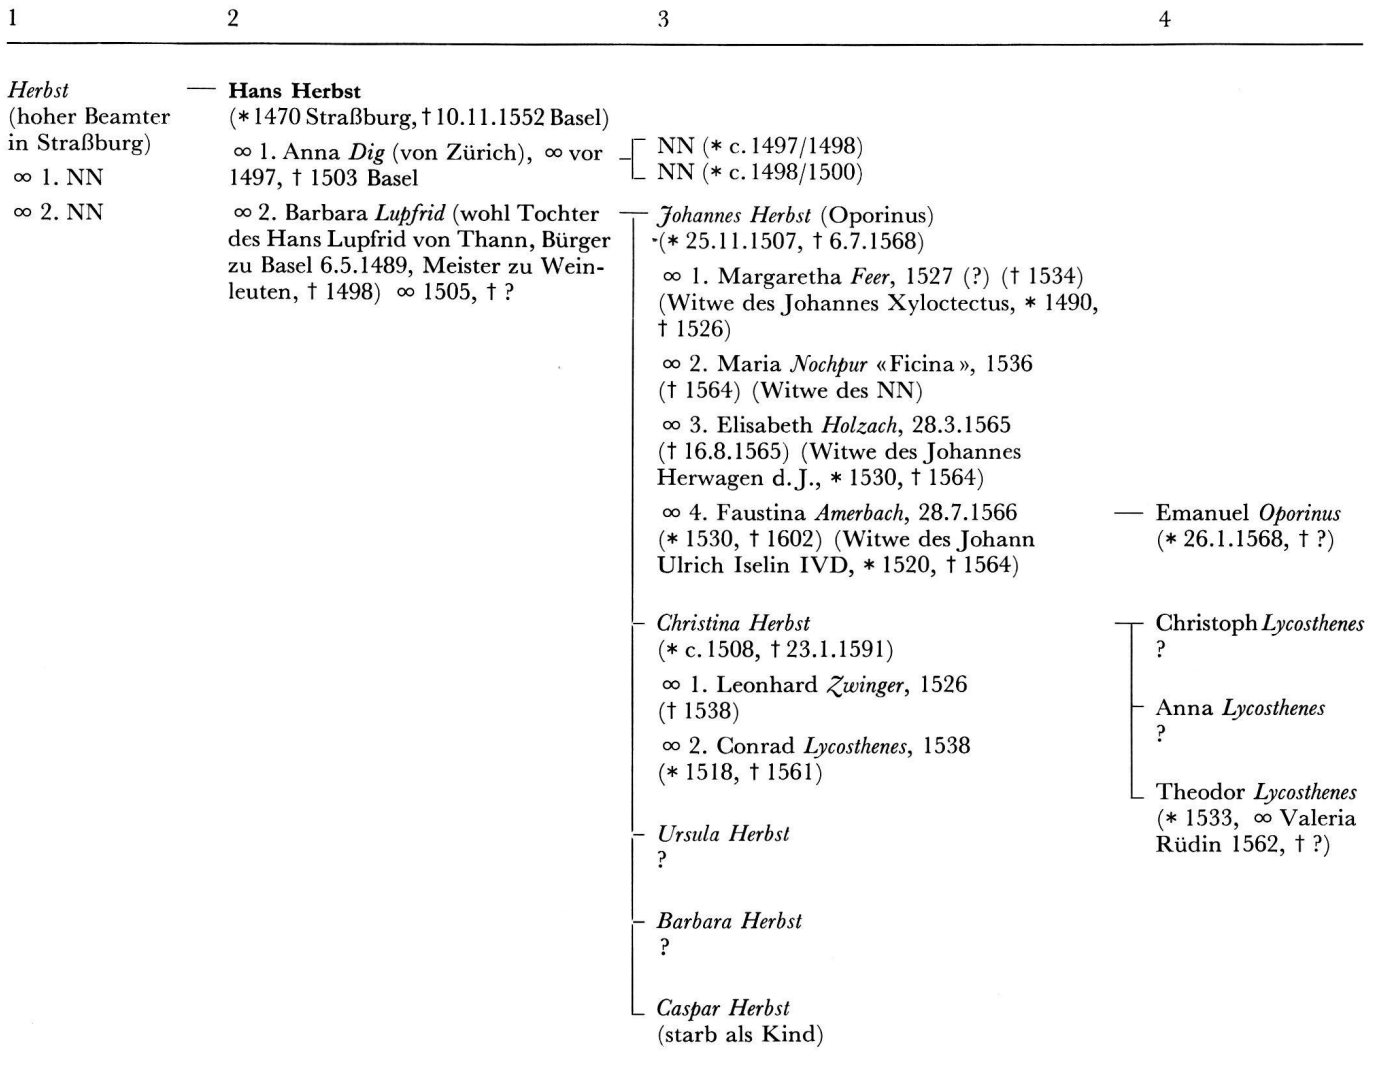 1 2 3 4
Herbst
(hoher Beamter
in Straßburg)
∞ 1. NN
∞ 2. NN
Hans Herbst
(* 1470 Straßburg, † 10.11.1552 Basel)
∞ 1. Anna Dig (von Zürich), ∞ vor
1497, † 1503 Basel
∞ 2. Barbara Lupfrid (wohl Tochter
des Hans Lupfrid von Thann, Bürger
zu Basel 6.5.1489, Meister zu Wein-
leuten, † 1498) ∞ 1505, † ?
NN (* c. 1497/1498)
NN (* c. 1498/1500)
Johannes Herbst (Oporinus)
(* 25.11.1507, † 6.7.1568)
∞ 1. Margaretha Feer, 1527 (?) († 1534)
(Witwe des Johannes Xyloctectus, * 1490,
† 1526)
∞ 2. Maria Nochpur «Ficina», 1536
(† 1564) (Witwe des NN)
∞ 3. Elisabeth Holzach, 28.3.1565
(† 16.8.1565) (Witwe des Johannes
Herwagen d. J., * 1530, † 1564)
∞ 4. Faustina Amerbach, 28.7.1566
(* 1530, † 1602) (Witwe des Johann
Ulrich Iselin IVD, * 1520, † 1564)
Christina Herbst
(* c. 1508, † 23.1.1591)
∞ 1. Leonhard Zwinger, 1526
(† 1538)
∞ 2. Conrad Lycosthenes, 1538
(* 1518, † 1561)
Ursula Herbst
?
Barbara Herbst
?
Caspar Herbst
(starb als Kind)
Emanuel Oporinus
(* 26.1.1568, † ?)
Christoph Lycosthenes
?
Anna Lycosthenes
?
Theodor Lycosthenes
(* 1533, ∞ Valeria
Rüdin 1562, † ?)